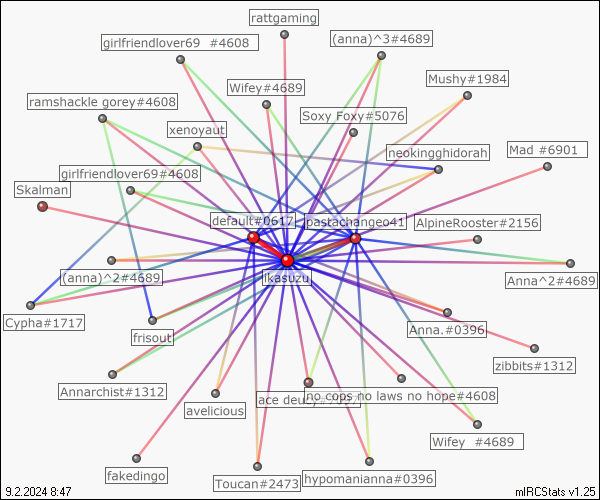 rattgaming
girlfriendlover69 #4608
(anna)^3#4689
Mushy#1984
Wifey#4689
ramshackle gorey#4608
Soxy Foxy#5076
xenoyaut
neokingghidorah
Mad #6901
girlfriendlover69#4608
Skalman
default#0617
pastachangeo41
AlpineRooster#2156
(anna)^2#4689
ikasuzu
Anna^2#4689
Cypha#1717
frisout
Anna.#0396
zibbits#1312
Annarchist#1312
avelicious
ace deucy
no cops no laws no hope#4608
Wifey #4689
fakedingo
Toucan#2473
hypomanianna#0396
9.2.2024 8:47
mIRCStats v1.25